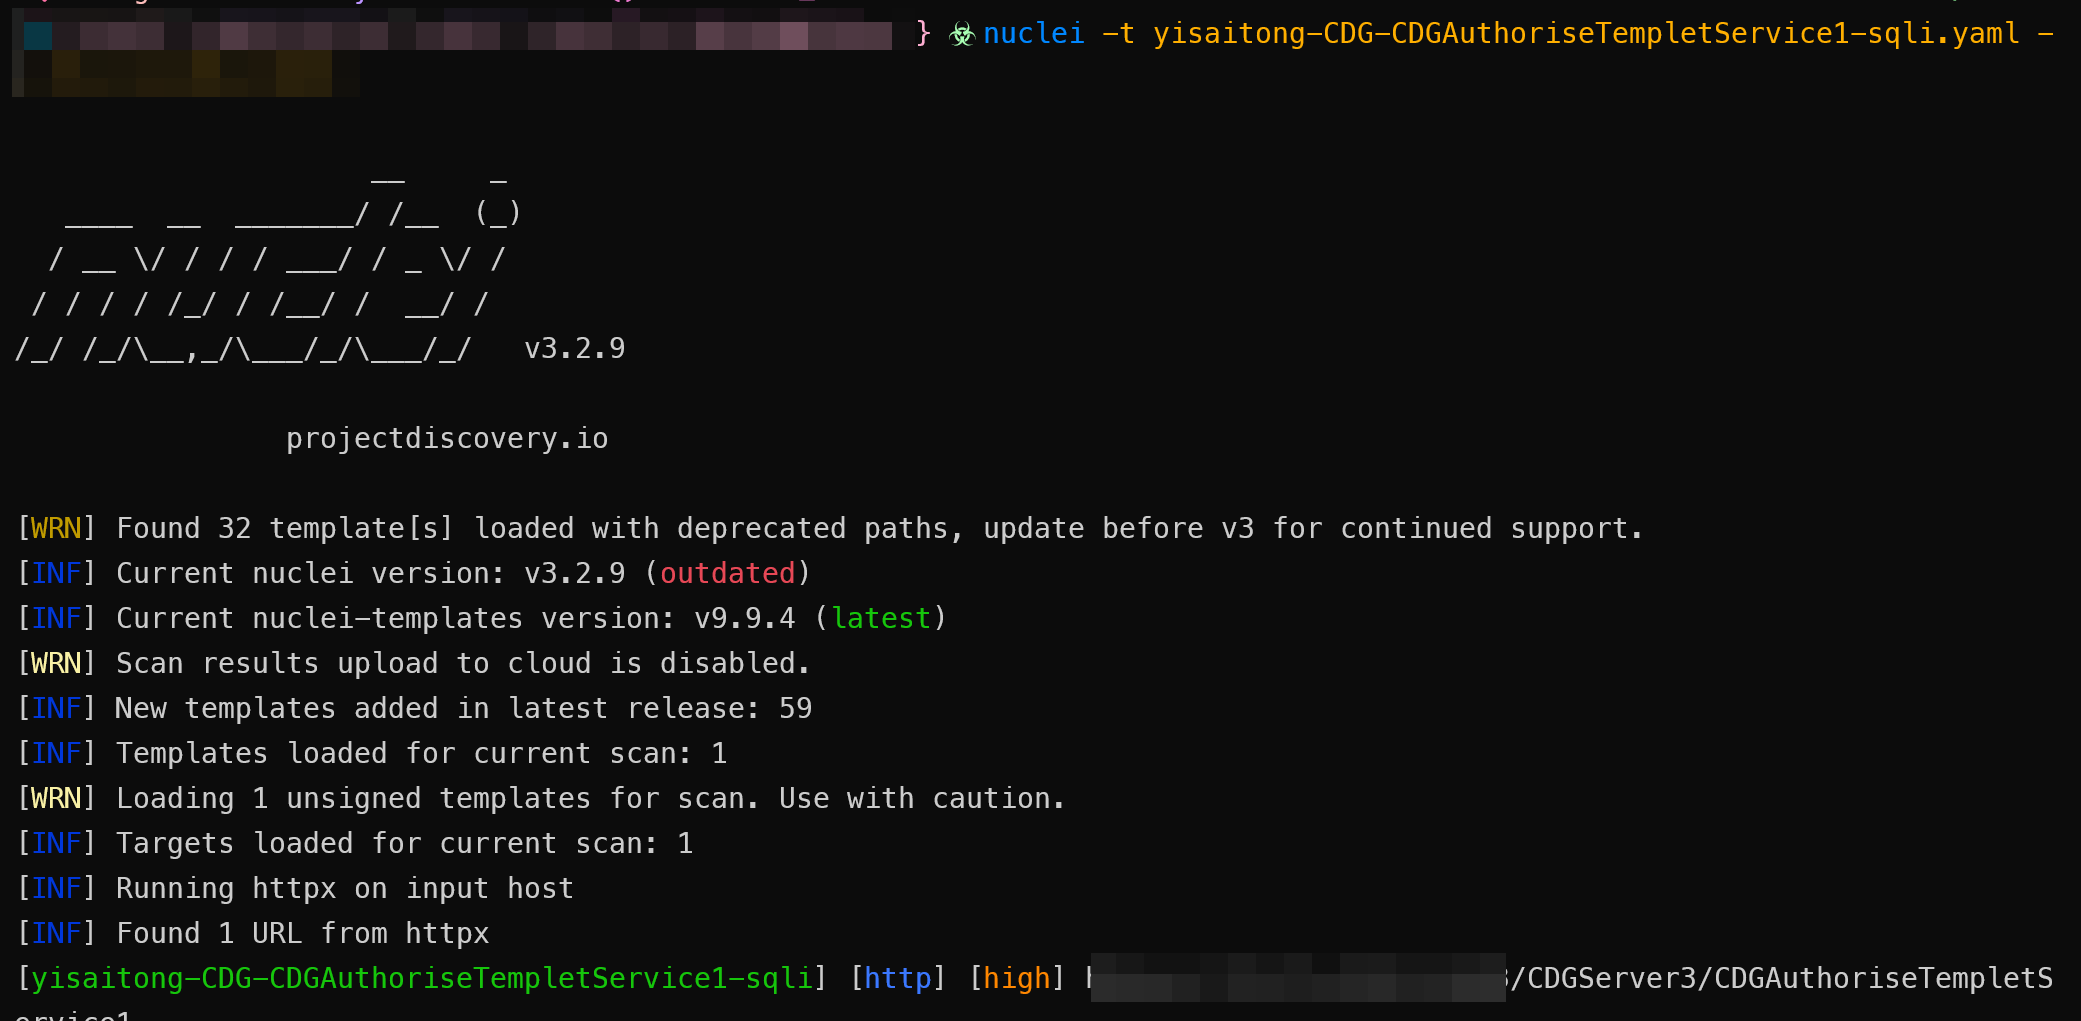 } ☣ nuclei -t yisaitong-CDG-CDGAuthoriseTempletService1-sqli.yaml -
                     __     _
   ____  __  _______/ /__  (_)
  / __ \/ / / / ___/ / _ \/ /
 / / / / /_/ / /__/ /  __/ /
/_/ /_/\__,_/\___/_/\___/_/   v3.2.9
projectdiscovery.io
[WRN] Found 32 template[s] loaded with deprecated paths, update before v3 for continued support.
[INF] Current nuclei version: v3.2.9 (outdated)
[INF] Current nuclei-templates version: v9.9.4 (latest)
[WRN] Scan results upload to cloud is disabled.
[INF] New templates added in latest release: 59
[INF] Templates loaded for current scan: 1
[WRN] Loading 1 unsigned templates for scan. Use with caution.
[INF] Targets loaded for current scan: 1
[INF] Running httpx on input host
[INF] Found 1 URL from httpx
[yisaitong-CDG-CDGAuthoriseTempletService1-sqli] [http] [high] /CDGServer3/CDGAuthoriseTempletS
ervice1